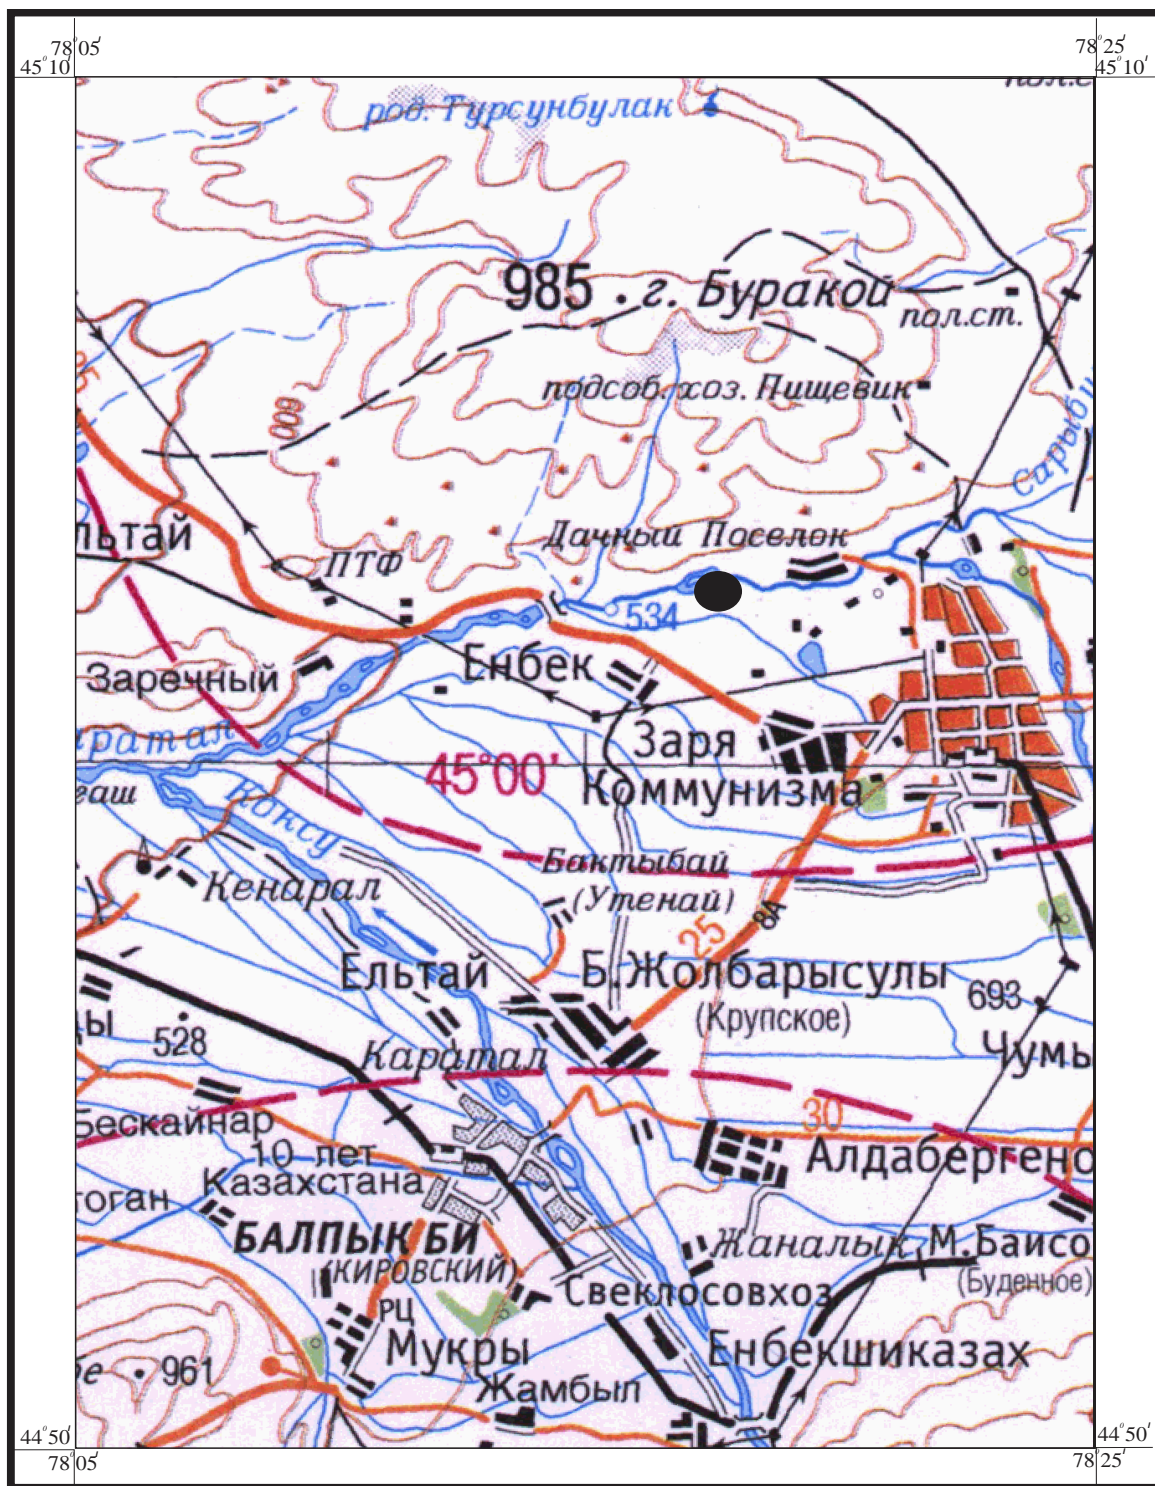 78°05'
78°25'
45°10'
45°10'
род. Турсунбулак
985 . г. Буракой
пол.ст.
подсоб. хоз. Пищевик
600
Сарыбу
льтай
ПТФ
Дачный Поселок
534
Енбек
Заречный
Заря
Коммунизма
45°00'
Коксу
Бактыбай
(Утенай)
Кенарал
25
8А
Ельтай
Б.Жолбарысулы
(Крупское)
693
528
Чумь
Каратал
30
Бескайнар
10 лет
Казахстана
Алдабергено
тоган
БАЛПЫК БИ
(КИРОВСКИЙ)
Жаналык
М.Баисо
(Буденное)
Свеклосовхоз
РЦ
Мукры
Енбекшиказах
961
Жамбыл
44°50'
44°50'
78°05'
78°25'